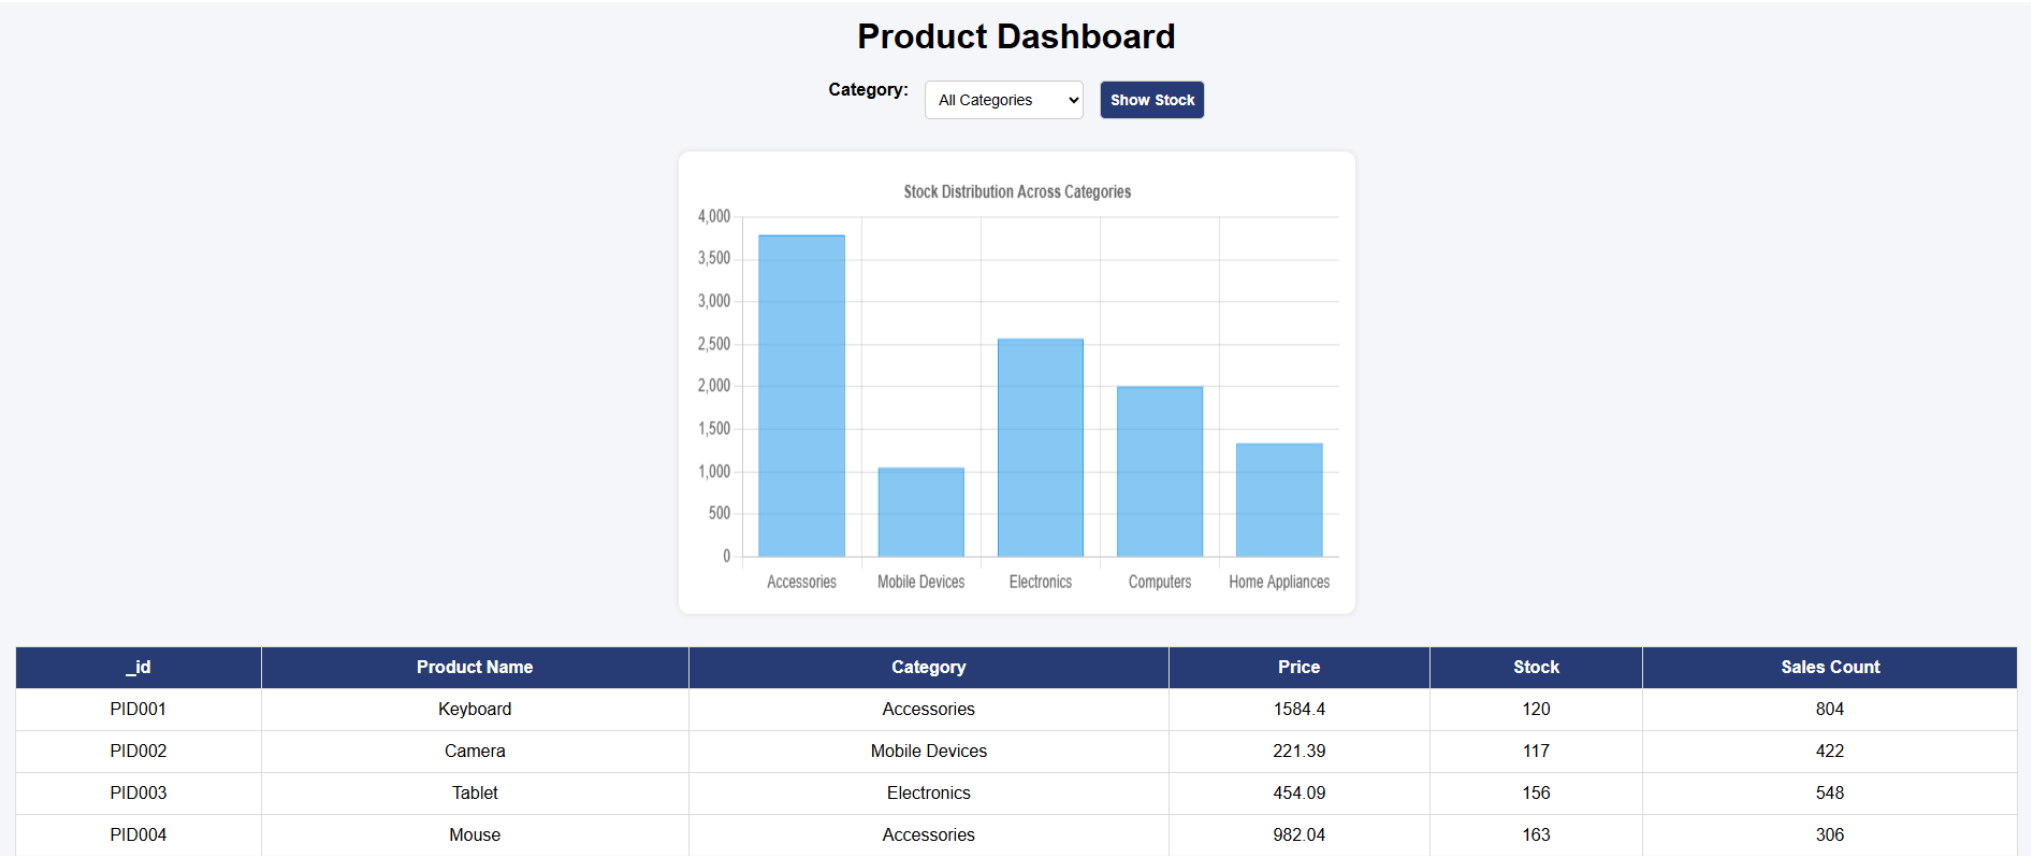 Product Dashboard
Category: All Categories Show Stock
Stock Distribution Across Categories
4,000
3,500
3,000
2,500
2,000
1,500
1,000
500
0
Accessories Mobile Devices Electronics Computers Home Appliances
_id Product Name Category Price Stock Sales Count
PID001 Keyboard Accessories 1584.4 120 804
PID002 Camera Mobile Devices 221.39 117 422
PID003 Tablet Electronics 454.09 156 548
PID004 Mouse Accessories 982.04 163 306